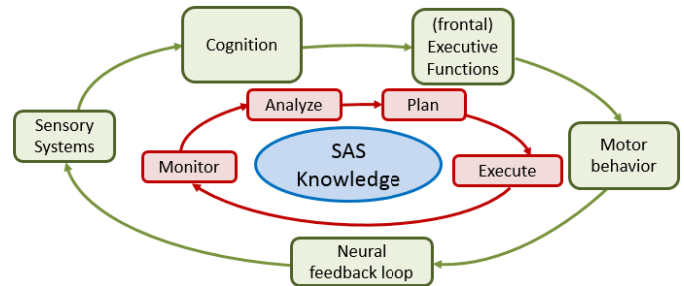 Cognition
(frontal)
Executive
Functions
Analyze
Plan
Sensory
Systems
Monitor
SAS
Knowledge
Execute
Motor
behavior
Neural
feedback loop